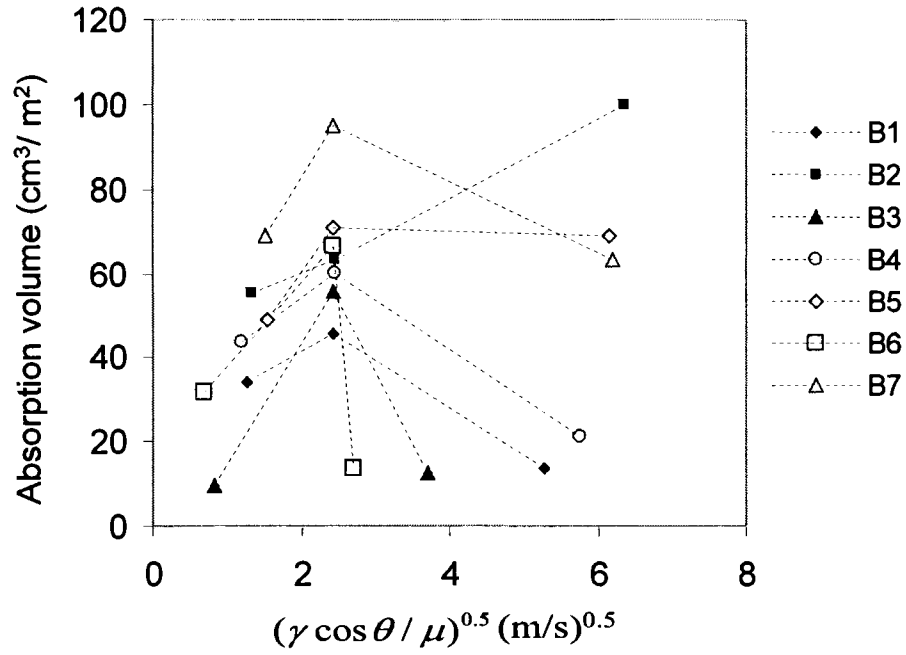 120
100
80
60
40
20
0
Absorption volume (cm³/ m²)
0 2 4 6 8
(γ cos θ / μ)^0.5 (m/s)^0.5
B1
B2
B3
B4
B5
B6
B7